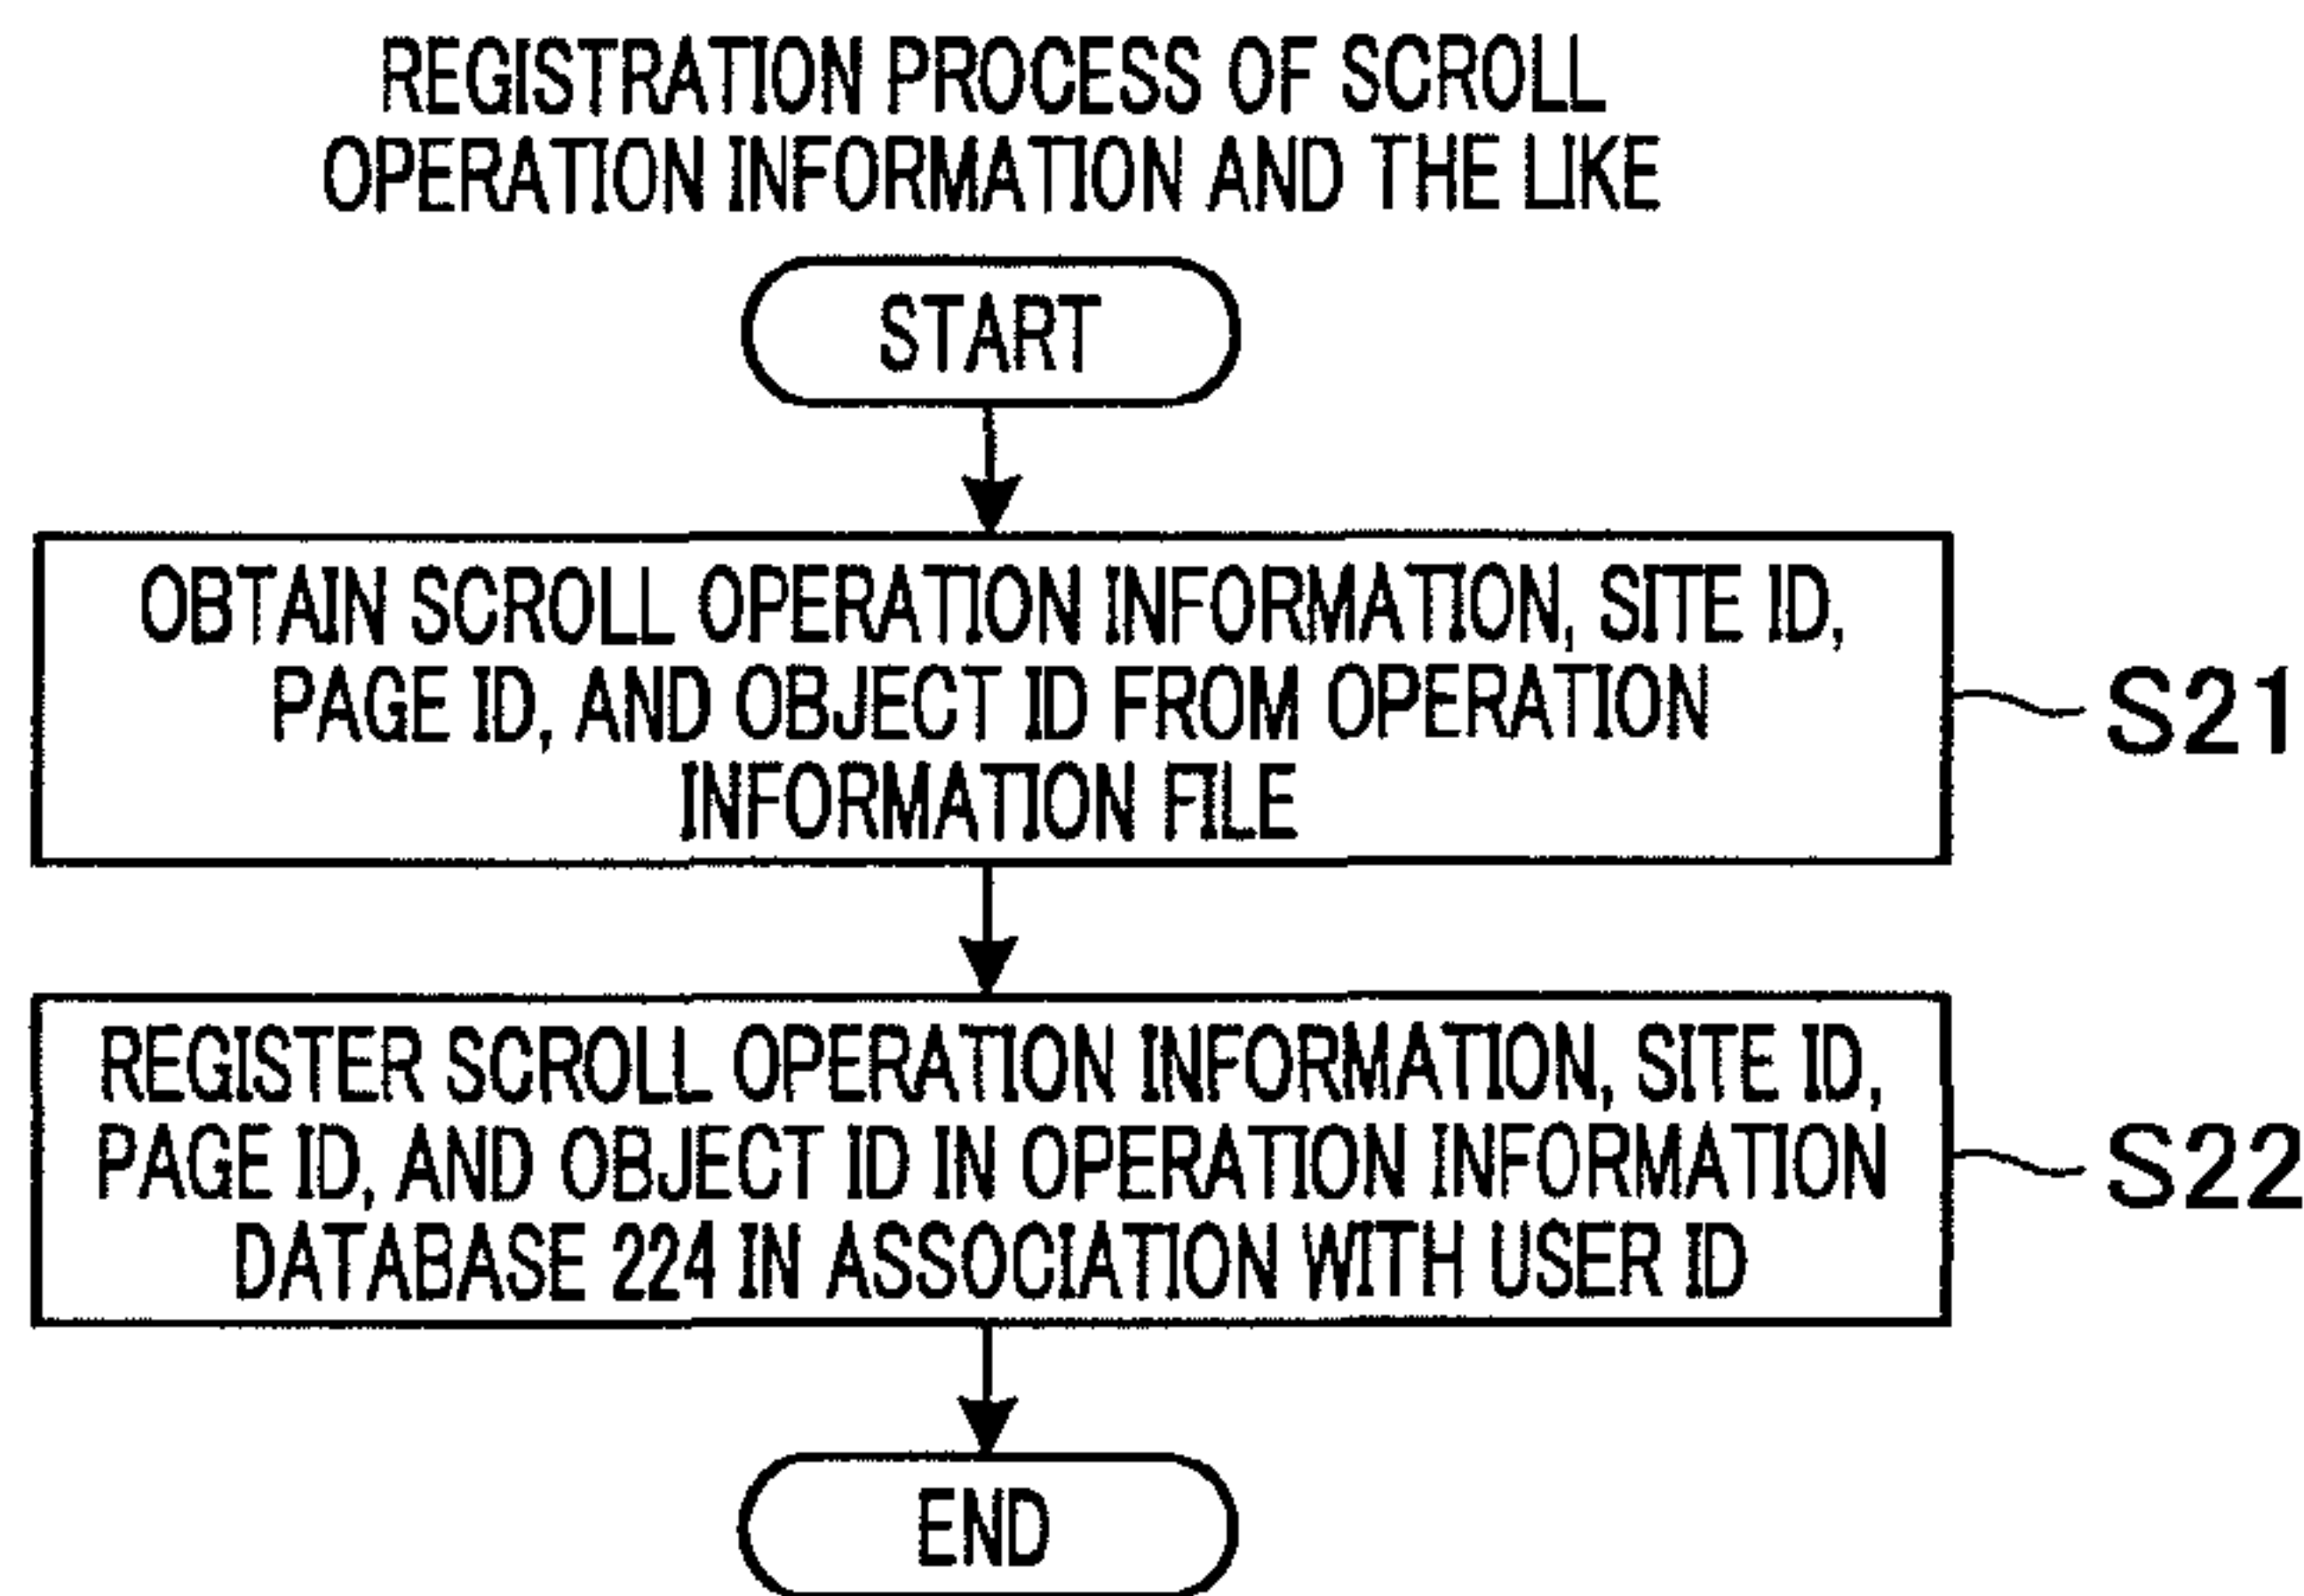 REGISTRATION PROCESS OF SCROLL
OPERATION INFORMATION AND THE LIKE
START
OBTAIN SCROLL OPERATION INFORMATION, SITE ID,
PAGE ID, AND OBJECT ID FROM OPERATION
INFORMATION FILE
S21
REGISTER SCROLL OPERATION INFORMATION, SITE ID,
PAGE ID, AND OBJECT ID IN OPERATION INFORMATION
DATABASE 224 IN ASSOCIATION WITH USER ID
S22
END